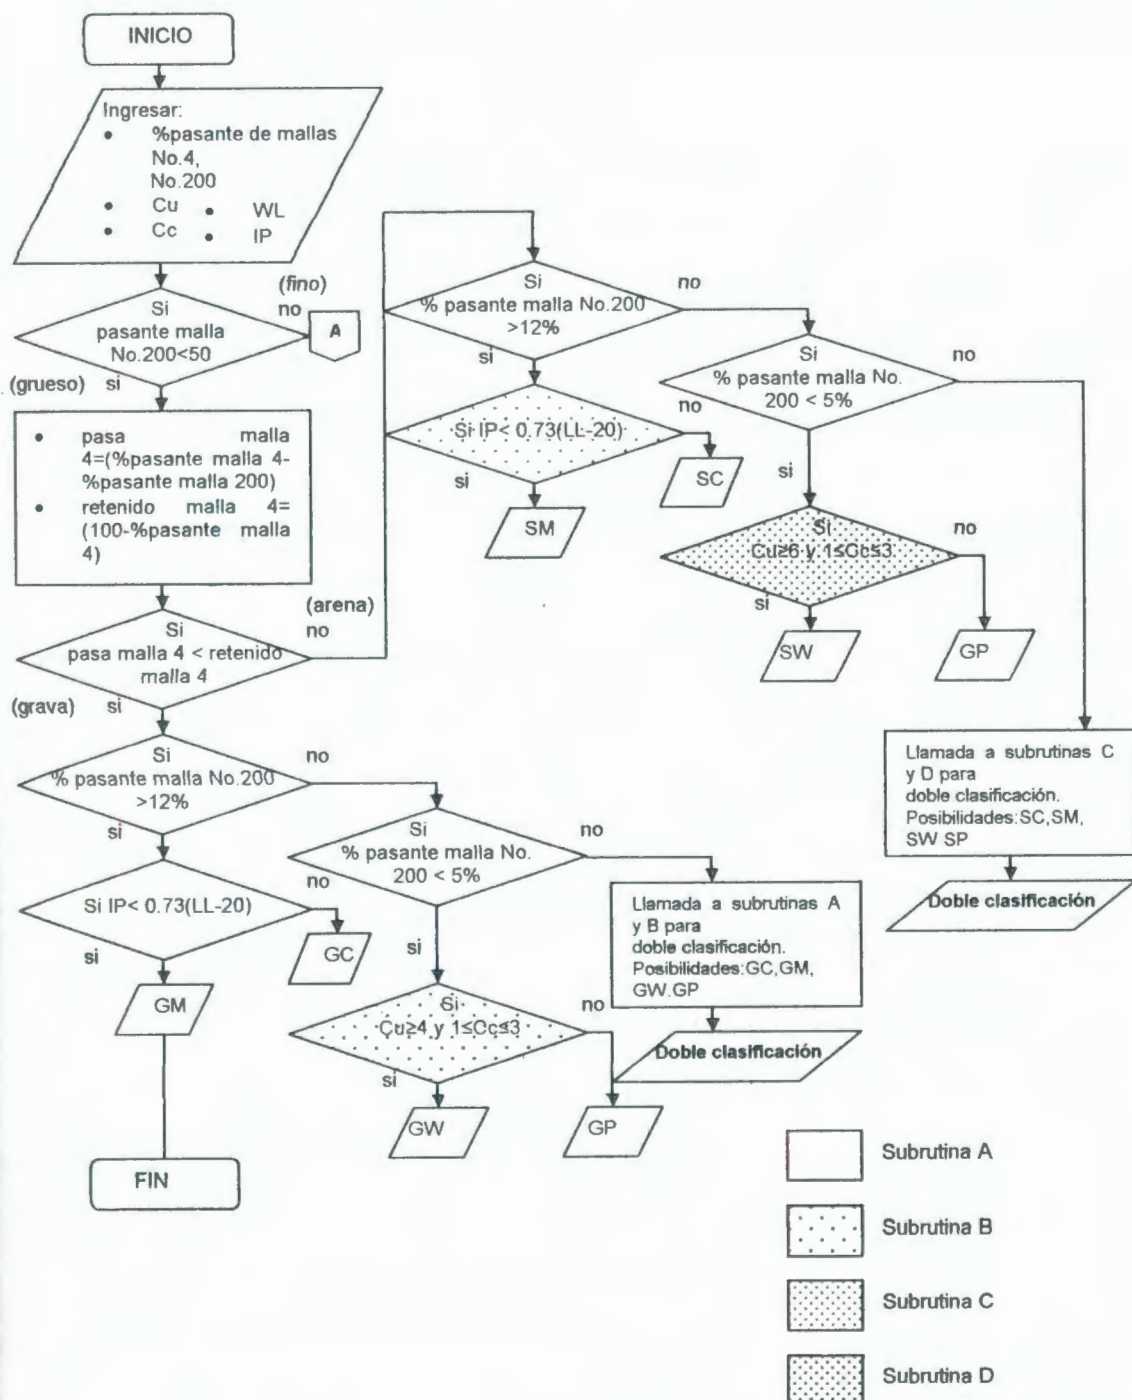 INICIO
Ingresar:
• %pasante de mallas
No.4,
No.200
• Cu • WL
• Cc • IP
(fino)
no
Si
pasante malla
No.200<50
A
(grueso) si
• pasa malla
4=(%pasante malla 4-
%pasante malla 200)
• retenido malla 4=
(100-%pasante malla
4)
(arena)
no
Si
pasa malla 4 < retenido
malla 4
(grava) si
Si
% pasante malla No.200
>12%
no
si
Si IP< 0.73(LL-20)
no
si
GC
GM
FIN
Si
% pasante malla No.
200 < 5%
no
si
Si
Cu≥4 y 1≤Cc≤3
no
si
GW
GP
Llamada a subrutinas A
y B para
doble clasificación.
Posibilidades:GC,GM,
GW.GP
Doble clasificación
Si
% pasante malla No.200
>12%
no
si
Si IP< 0.73(LL-20)
no
si
SC
SM
Si
% pasante malla No.
200 < 5%
no
si
Si
Cu≥6 y 1≤Cc≤3
no
si
SW
GP
Llamada a subrutinas C
y D para
doble clasificación.
Posibilidades:SC,SM,
SW SP
Doble clasificación
Subrutina A
Subrutina B
Subrutina C
Subrutina D